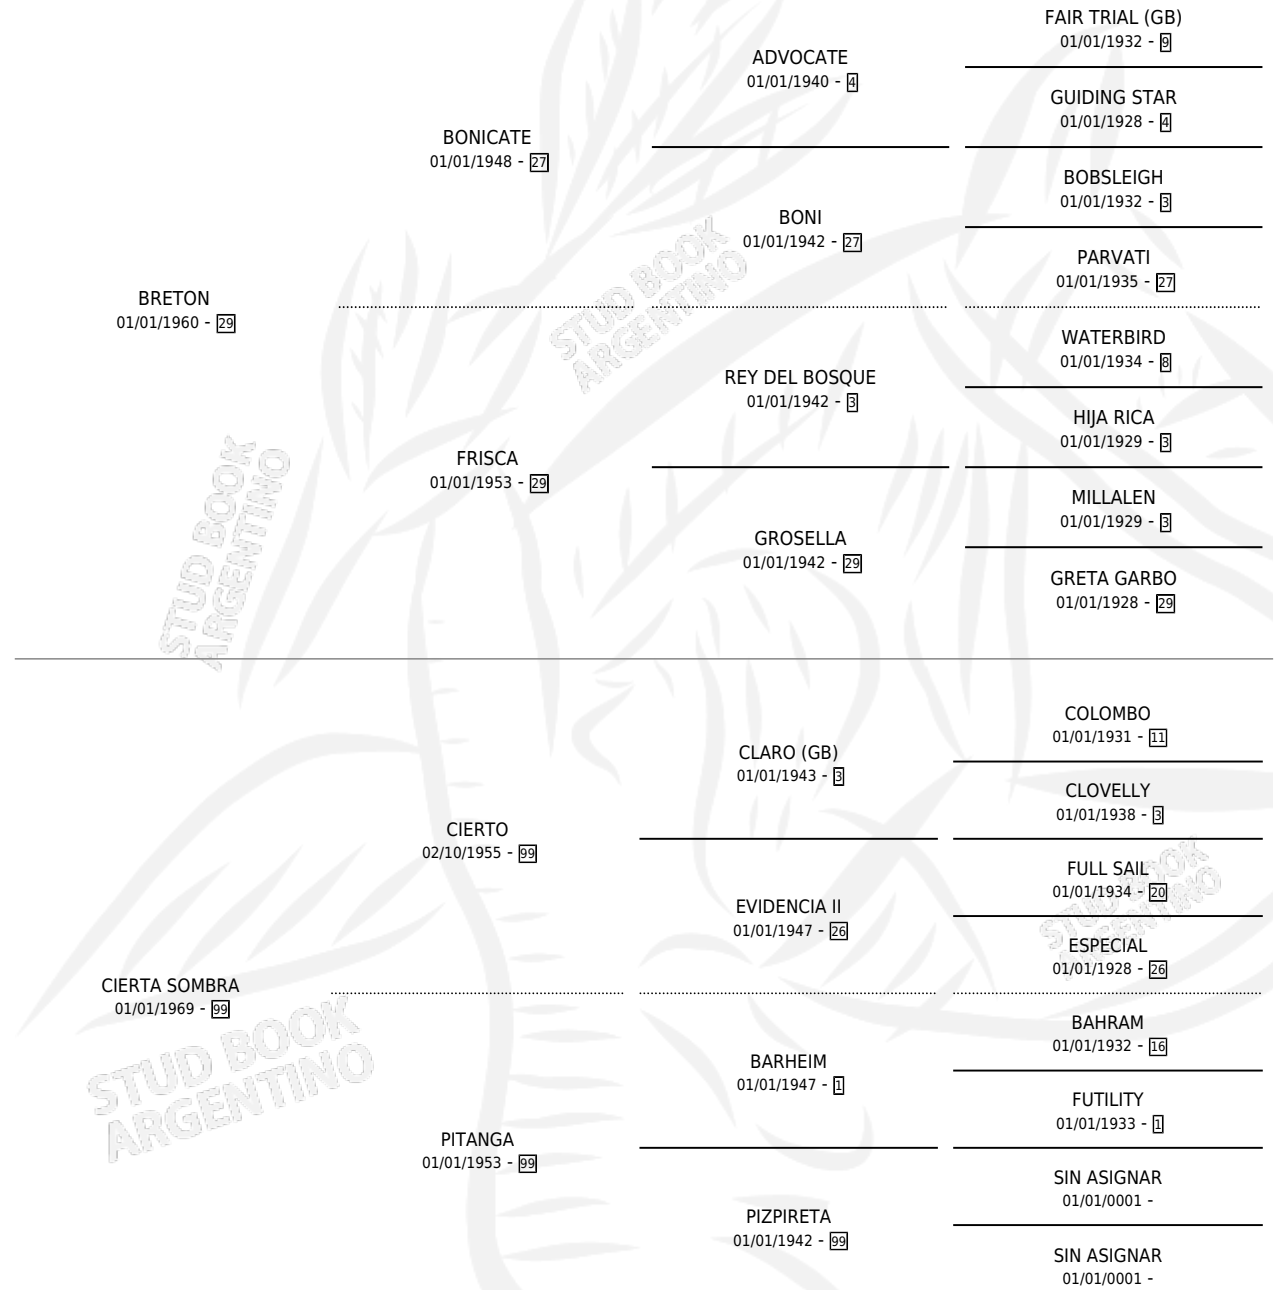 FAIR TRIAL (GB)
01/01/1932 - 9
ADVOCATE
01/01/1940 - 4
GUIDING STAR
01/01/1928 - 4
BONICATE
01/01/1948 - 27
BOBSLEIGH
01/01/1932 - 3
BONI
01/01/1942 - 27
PARVATI
01/01/1935 - 27
BRETON
01/01/1960 - 29
WATERBIRD
01/01/1934 - 8
REY DEL BOSQUE
01/01/1942 - 3
HIJA RICA
01/01/1929 - 3
FRISCA
01/01/1953 - 29
MILLALEN
01/01/1929 - 3
GROSELLA
01/01/1942 - 29
GRETA GARBO
01/01/1928 - 29
COLOMBO
01/01/1931 - 11
CLARO (GB)
01/01/1943 - 3
CLOVELLY
01/01/1938 - 3
CIERTO
02/10/1955 - 99
FULL SAIL
01/01/1934 - 20
EVIDENCIA II
01/01/1947 - 26
ESPECIAL
01/01/1928 - 26
CIERTA SOMBRA
01/01/1969 - 99
BAHRAM
01/01/1932 - 16
BARHEIM
01/01/1947 - 1
FUTILITY
01/01/1933 - 1
PITANGA
01/01/1953 - 99
SIN ASIGNAR
01/01/0001 -
PIZPIRETA
01/01/1942 - 99
SIN ASIGNAR
01/01/0001 -
STUD BOOK
ARGENTINO
STUD BOOK
ARGENTINO
STUD BOOK
ARGENTINO
STUD BOOK
ARGENTINO